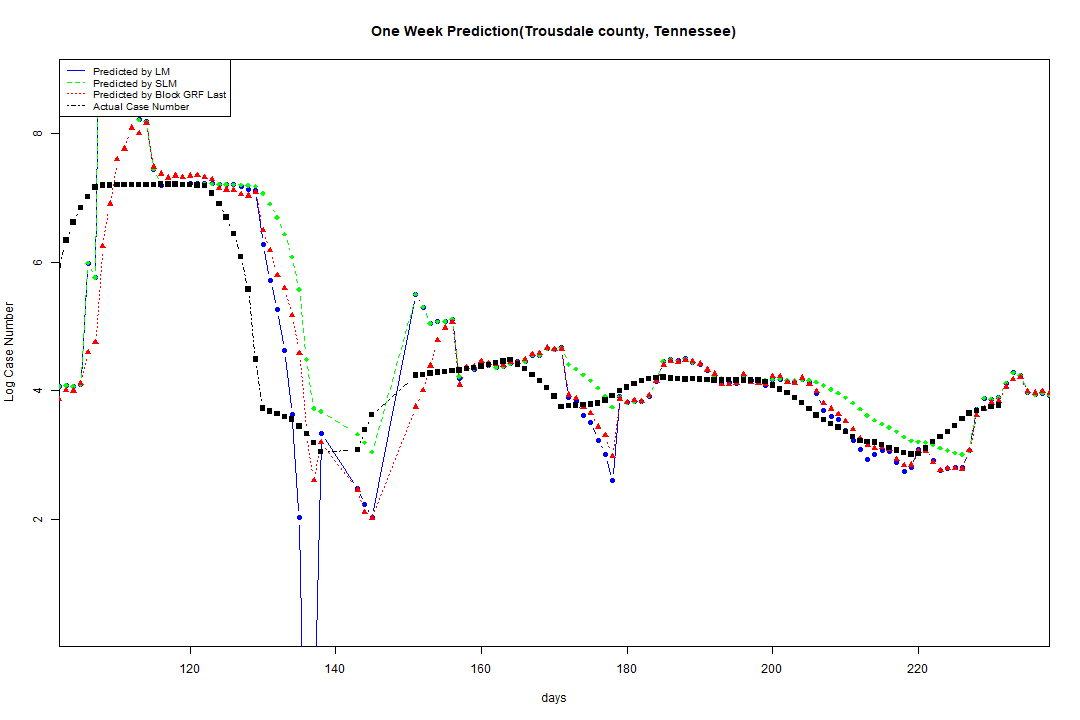 One Week Prediction(Trousdale county, Tennessee)
Predicted by LM
Predicted by SLM
Predicted by Block GRF Last
Actual Case Number
8
6
4
2
Log Case Number
120 140 160 180 200 220
days